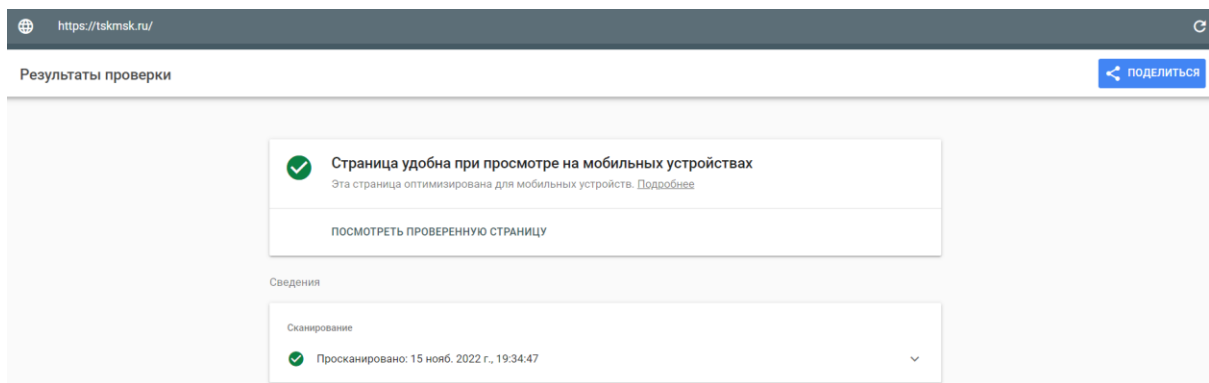 https://tskmsk.ru/
Результаты проверки
ПОДЕЛИТЬСЯ
Страница удобна при просмотре на мобильных устройствах
Эта страница оптимизирована для мобильных устройств. Подробнее
ПОСМОТРЕТЬ ПРОВЕРЕННУЮ СТРАНИЦУ
Сведения
Сканирование
Просканировано: 15 нояб. 2022 г., 19:34:47